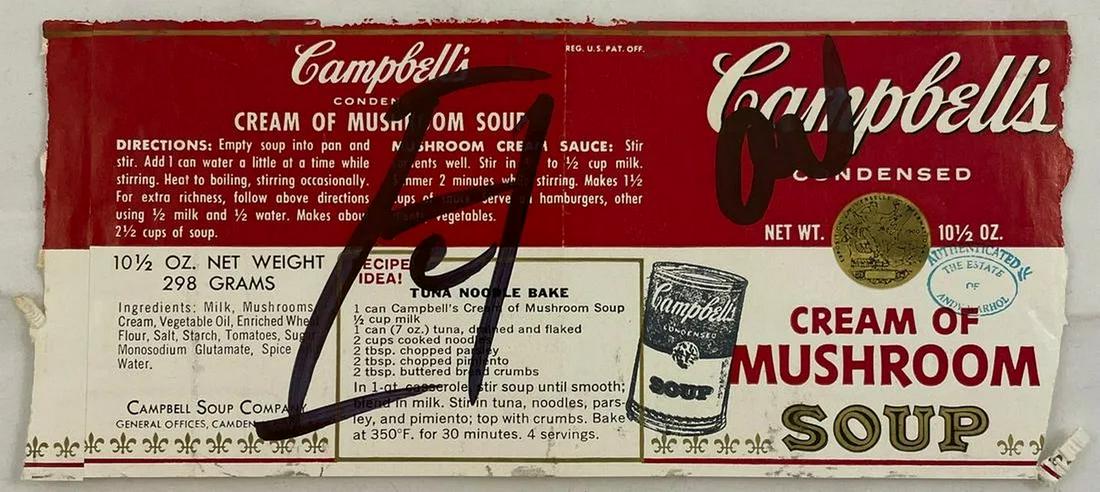 Campbell's
CONDEN
CREAM OF MUSHROOM SOUP
DIRECTIONS: Empty soup into pan and
stir. Add 1 can water a little at a time while
stirring. Heat to boiling, stirring occasionally.
For extra richness, follow above directions
using ½ milk and ½ water. Makes about
2½ cups of soup.
MUSHROOM CREAM SAUCE: Stir
contents well. Stir in to ½ cup milk.
Simmer 2 minutes while stirring. Makes 1½
cups of sauce. Serve hamburgers, other
vegetables.
REG. U.S. PAT. OFF.
Campbell's
CONDENSED
NET WT. 10½ OZ.
AUTHENTICATED
THE ESTATE
OF
ANDY WARHOL
CREAM OF
MUSHROOM
SOUP
10½ OZ. NET WEIGHT
298 GRAMS
Ingredients: Milk, Mushrooms
Cream, Vegetable Oil, Enriched Wheat
Flour, Salt, Starch, Tomatoes, Sugar
Monosodium Glutamate, Spice
Water.
CAMPBELL SOUP COMPANY
GENERAL OFFICES, CAMDEN
RECIPE
IDEA!
TUNA NOODLE BAKE
1 can Campbell's Cream of Mushroom Soup
½ cup milk
1 can (7 oz.) tuna, drained and flaked
2 cups cooked noodles
2 tbsp. chopped parsley
2 tbsp. chopped pimiento
2 tbsp. buttered bread crumbs
In 1-qt. casserole stir soup until smooth;
blend in milk. Stir in tuna, noodles, pars-
ley, and pimiento; top with crumbs. Bake
at 350°F. for 30 minutes. 4 servings.
Campbell's
CONDENSED
SOUP